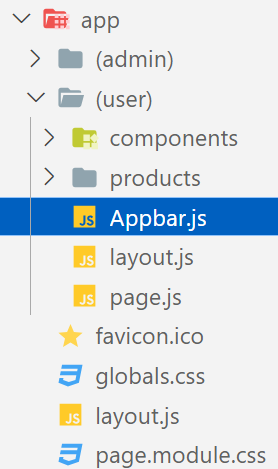 app
(admin)
(user)
components
products
JS Appbar.js
JS layout.js
JS page.js
favicon.ico
globals.css
JS layout.js
page.module.css